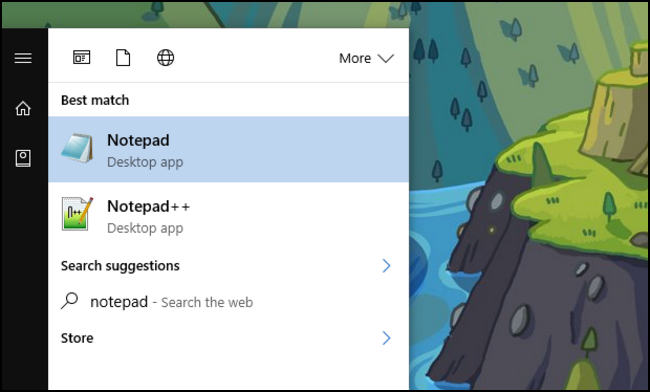 More
Best match
Notepad
Desktop app
Notepad++
Desktop app
Search suggestions
notepad - Search the web
Store